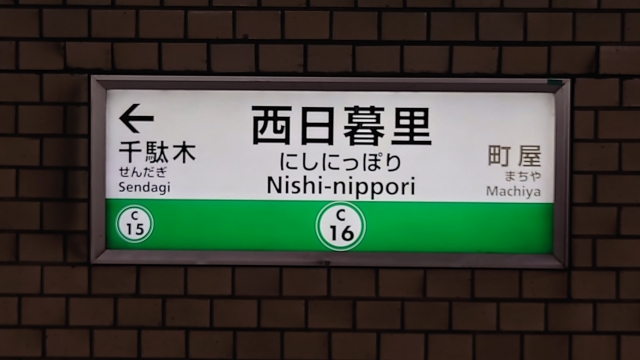 ←
西日暮里
にしにっぽり
Nishi-nippori
千駄木
せんだぎ
Sendagi
町屋
まちや
Machiya
C
15
C
16